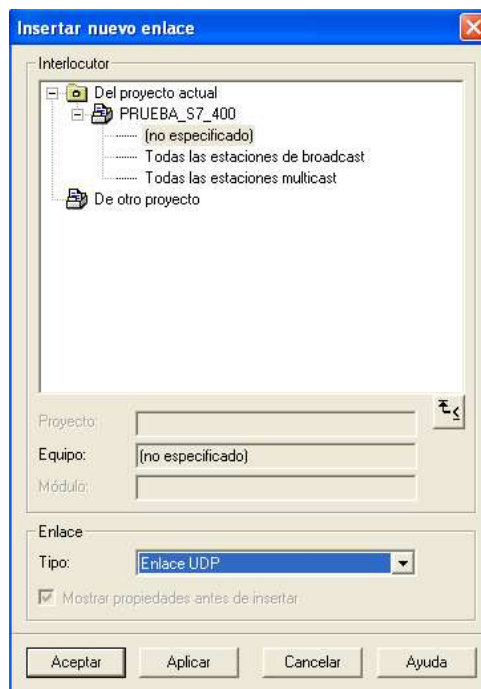 Insertar nuevo enlace
Interlocutor
Del proyecto actual
PRUEBA_S7_400
(no especificado)
Todas las estaciones de broadcast
Todas las estaciones multicast
De otro proyecto
Proyecto:
Equipo: (no especificado)
Módulo:
Enlace
Tipo: Enlace UDP
Mostrar propiedades antes de insertar
Aceptar Aplicar Cancelar Ayuda